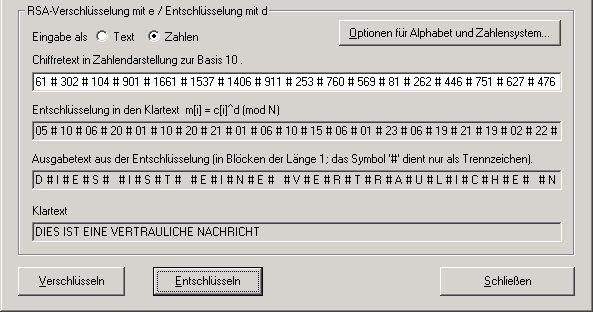 RSA-Verschlüsselung mit e / Entschlüsselung mit d
Eingabe als Text Zahlen
Optionen für Alphabet und Zahlensystem...
Chiffretext in Zahlendarstellung zur Basis 10 .
61 # 302 # 104 # 901 # 1661 # 1537 # 1406 # 911 # 253 # 760 # 569 # 81 # 262 # 446 # 751 # 627 # 476
Entschlüsselung in den Klartext m[i] = c[i]^d (mod N)
05 # 10 # 06 # 20 # 01 # 10 # 20 # 21 # 01 # 06 # 10 # 15 # 06 # 01 # 23 # 06 # 19 # 21 # 19 # 02 # 22 #
Ausgabetext aus der Entschlüsselung (in Blöcken der Länge 1; das Symbol '#' dient nur als Trennzeichen).
D # I # E # S #   # I # S # T #   # E # I # N # E #   # V # E # R # T # R # A # U # L # I # C # H # E #   # N
Klartext
DIES IST EINE VERTRAULICHE NACHRICHT
Verschlüsseln Entschlüsseln Schließen